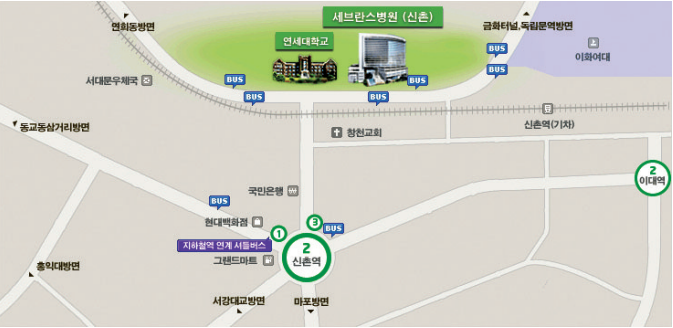 세브란스병원 (신촌)
연희동방면
연세대학교
금화터널,독립문역방면
BUS
이화여대
서대문우체국
BUS
BUS
BUS
BUS
BUS
동교동삼거리방면
창천교회
신촌역(기차)
2
이대역
국민은행
BUS
현대백화점
3
BUS
1
지하철역 연계 셔틀버스
2
신촌역
그랜드마트
홍익대방면
서강대교방면
마포방면